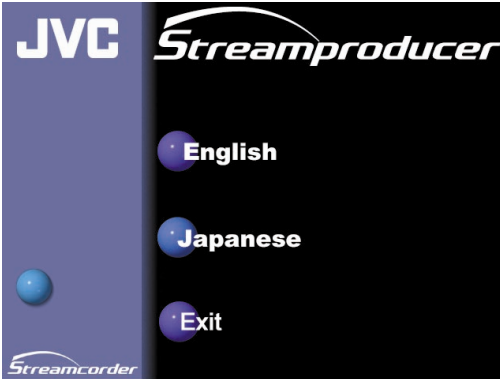 JVC
Streamproducer
English
Japanese
Exit
Streamcorder